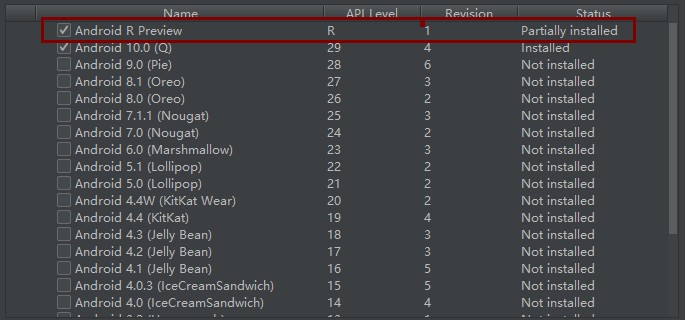 Name API Level Revision Status
Android R Preview R 1 Partially installed
Android 10.0 (Q) 29 4 Installed
Android 9.0 (Pie) 28 6 Not installed
Android 8.1 (Oreo) 27 3 Not installed
Android 8.0 (Oreo) 26 2 Not installed
Android 7.1.1 (Nougat) 25 3 Not installed
Android 7.0 (Nougat) 24 2 Not installed
Android 6.0 (Marshmallow) 23 3 Not installed
Android 5.1 (Lollipop) 22 2 Not installed
Android 5.0 (Lollipop) 21 2 Not installed
Android 4.4W (KitKat Wear) 20 2 Not installed
Android 4.4 (KitKat) 19 4 Not installed
Android 4.3 (Jelly Bean) 18 3 Not installed
Android 4.2 (Jelly Bean) 17 3 Not installed
Android 4.1 (Jelly Bean) 16 5 Not installed
Android 4.0.3 (IceCreamSandwich) 15 5 Not installed
Android 4.0 (IceCreamSandwich) 14 4 Not installed